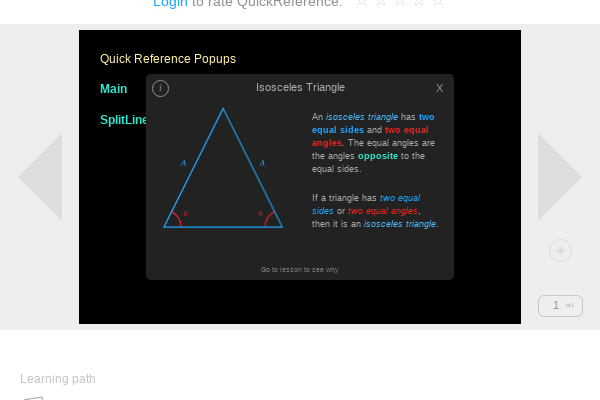 Login to rate QuickReference.
Quick Reference Popups
Main
SplitLine
i
Isosceles Triangle
X
An isosceles triangle has two
equal sides and two equal
angles. The equal angles are
the angles opposite to the
equal sides.
A
A
If a triangle has two equal
sides or two equal angles,
then it is an isosceles triangle.
Go to lesson to see why
1
Learning path